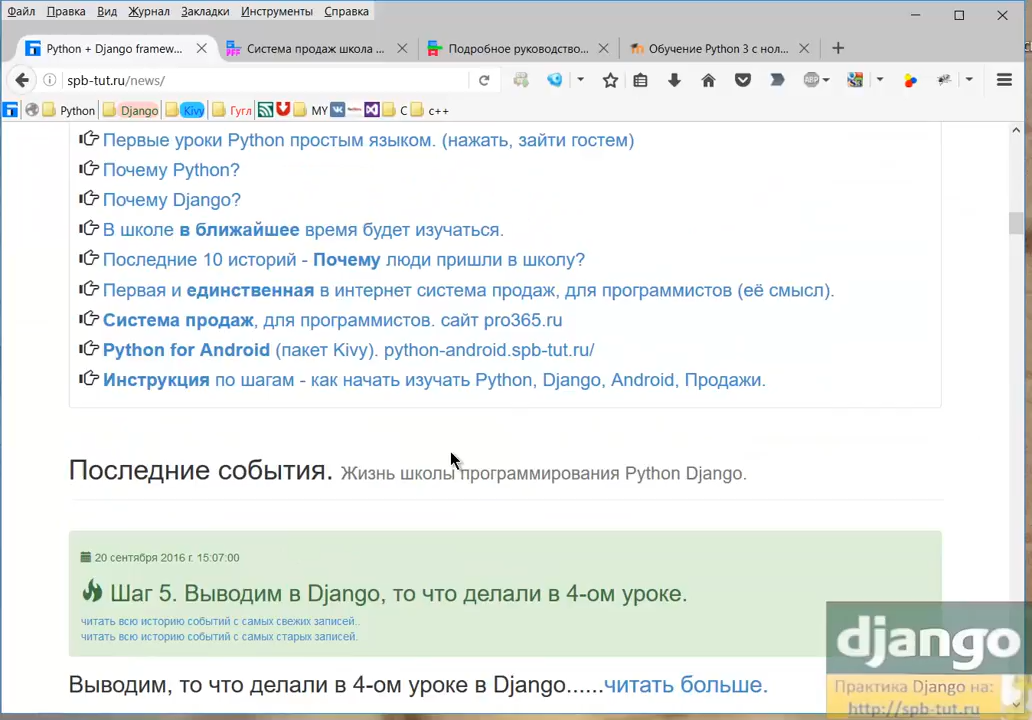 Файл Правка Вид Журнал Закладки Инструменты Справка
Python + Django framew... Система продаж школа ... Подробное руководство... Обучение Python 3 с нол...
spb-tut.ru/news/
Python Django Kivy Гугл MY C c++
Первые уроки Python простым языком. (нажать, зайти гостем)
Почему Python?
Почему Django?
В школе в ближайшее время будет изучаться.
Последние 10 историй - Почему люди пришли в школу?
Первая и единственная в интернет система продаж, для программистов (её смысл).
Система продаж, для программистов. сайт pro365.ru
Python for Android (пакет Kivy). python-android.spb-tut.ru/
Инструкция по шагам - как начать изучать Python, Django, Android, Продажи.
Последние события. Жизнь школы программирования Python Django.
20 сентября 2016 г. 15:07:00
Шаг 5. Выводим в Django, то что делали в 4-ом уроке.
читать всю историю событий с самых свежих записей..
читать всю историю событий с самых старых записей.
Выводим, то что делали в 4-ом уроке в Django......читать больше.
django
Практика Django на:
http://spb-tut.ru